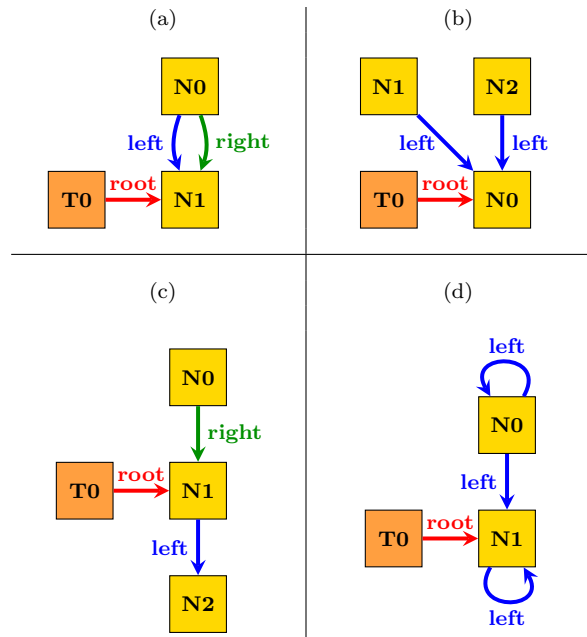 (a)
N0
left
right
root
T0
N1
(b)
N1
N2
left
left
root
T0
N0
(c)
N0
right
root
T0
N1
left
N2
(d)
left
N0
left
root
T0
N1
left